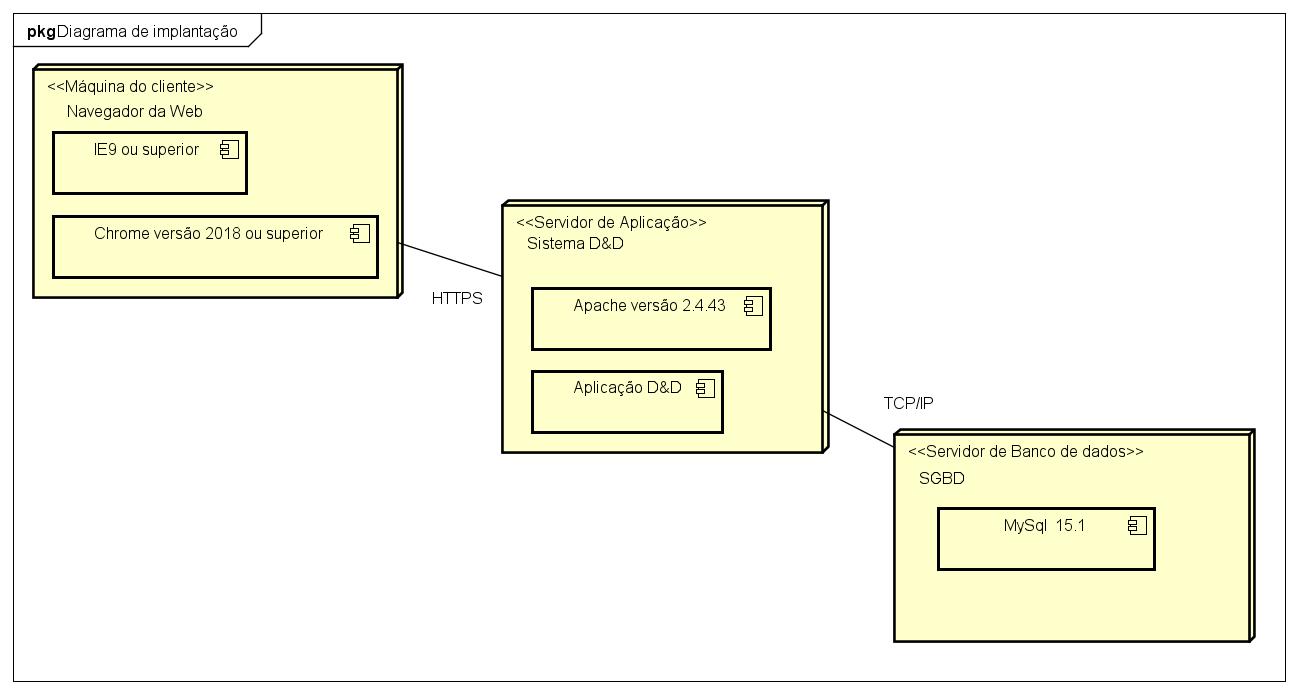 pkg Diagrama de implantação
<<Máquina do cliente>>
Navegador da Web
IE9 ou superior
Chrome versão 2018 ou superior
HTTPS
<<Servidor de Aplicação>>
Sistema D&D
Apache versão 2.4.43
Aplicação D&D
TCP/IP
<<Servidor de Banco de dados>>
SGBD
MySql 15.1